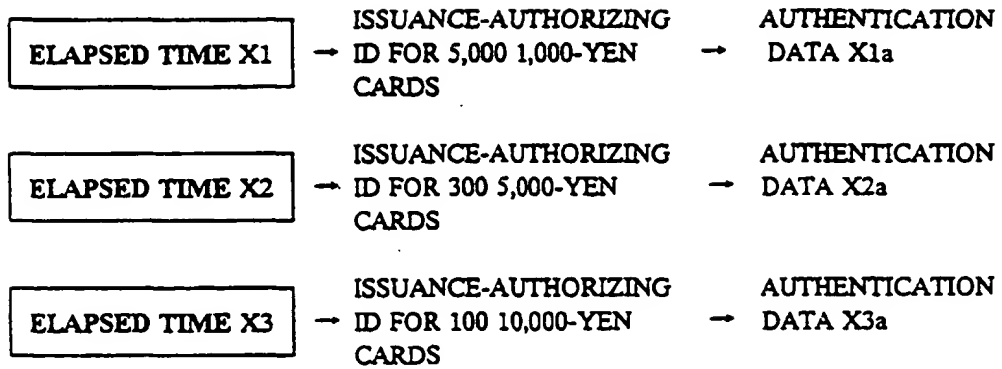 ISSUANCE-AUTHORIZING AUTHENTICATION
ELAPSED TIME X1 → ID FOR 5,000 1,000-YEN → DATA X1a
CARDS
ISSUANCE-AUTHORIZING AUTHENTICATION
ELAPSED TIME X2 → ID FOR 300 5,000-YEN → DATA X2a
CARDS
ISSUANCE-AUTHORIZING AUTHENTICATION
ELAPSED TIME X3 → ID FOR 100 10,000-YEN → DATA X3a
CARDS